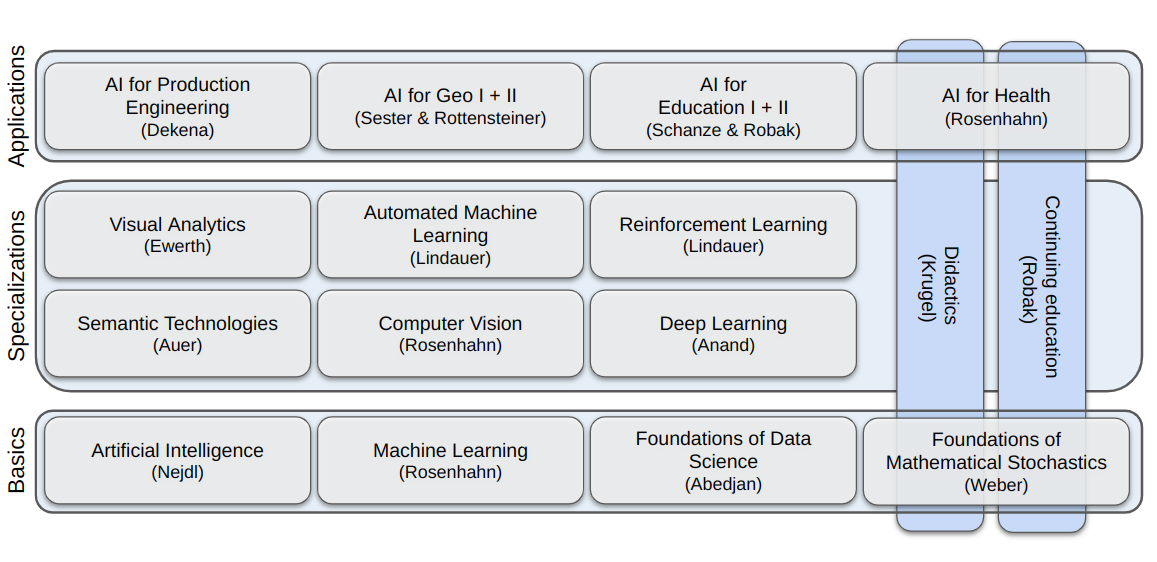 Applications
AI for Production
Engineering
(Dekena)
AI for Geo I + II
(Sester & Rottensteiner)
AI for
Education I + II
(Schanze & Robak)
AI for Health
(Rosenhahn)
Specializations
Visual Analytics
(Ewerth)
Automated Machine
Learning
(Lindauer)
Reinforcement Learning
(Lindauer)
Semantic Technologies
(Auer)
Computer Vision
(Rosenhahn)
Deep Learning
(Anand)
Didactics
(Krugel)
Continuing education
(Robak)
Basics
Artificial Intelligence
(Nejdl)
Machine Learning
(Rosenhahn)
Foundations of Data
Science
(Abedjan)
Foundations of
Mathematical Stochastics
(Weber)